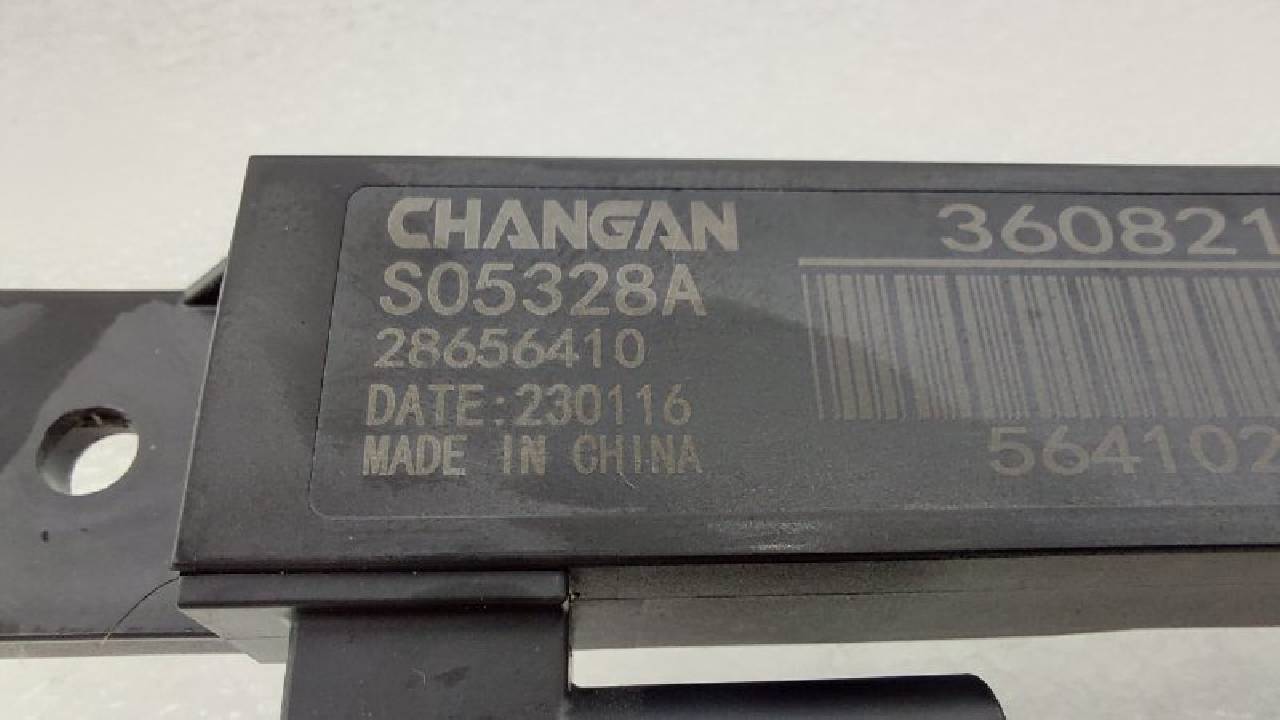 CHANGAN
S05328A
28656410
DATE:230116
MADE IN CHINA
360821
564102